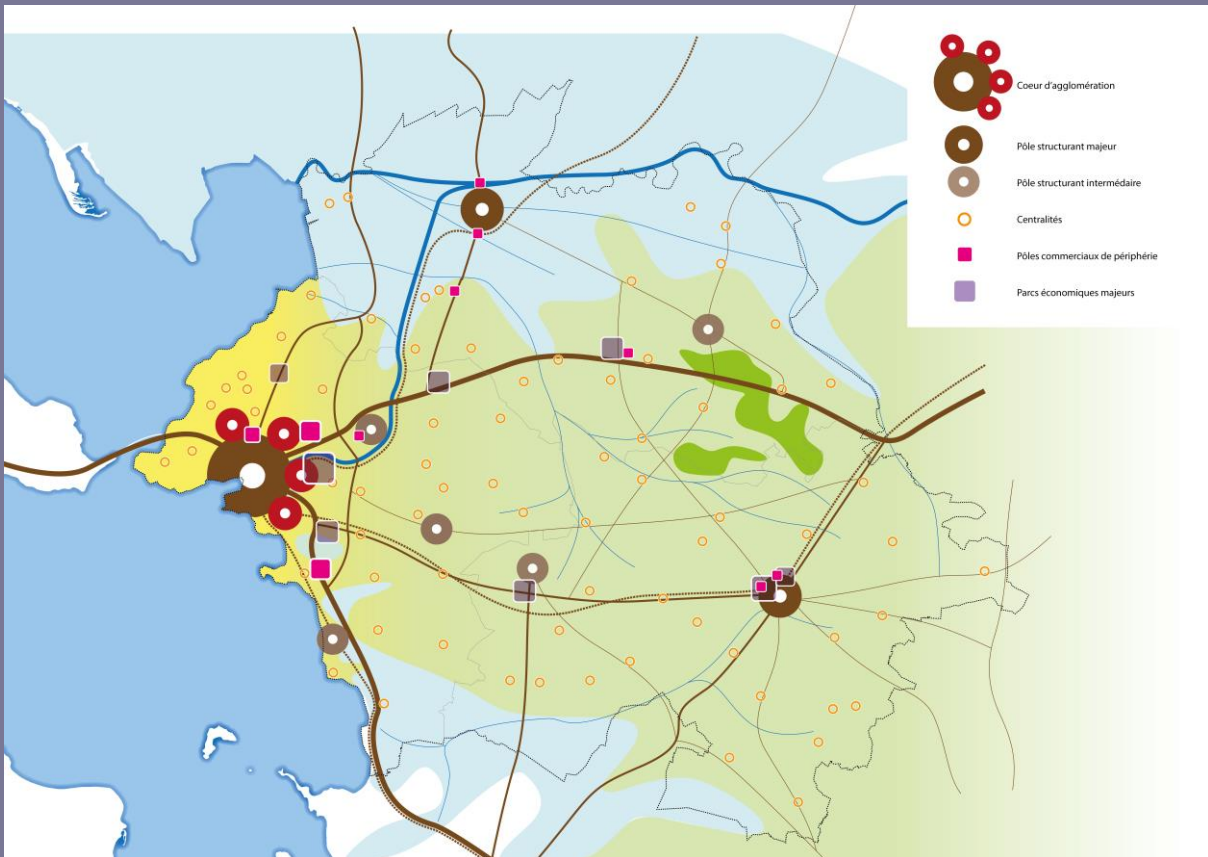 Coeur d'agglomération
Pôle structurant majeur
Pôle structurant intermédaire
Centralités
Pôles commerciaux de périphérie
Parcs économiques majeurs